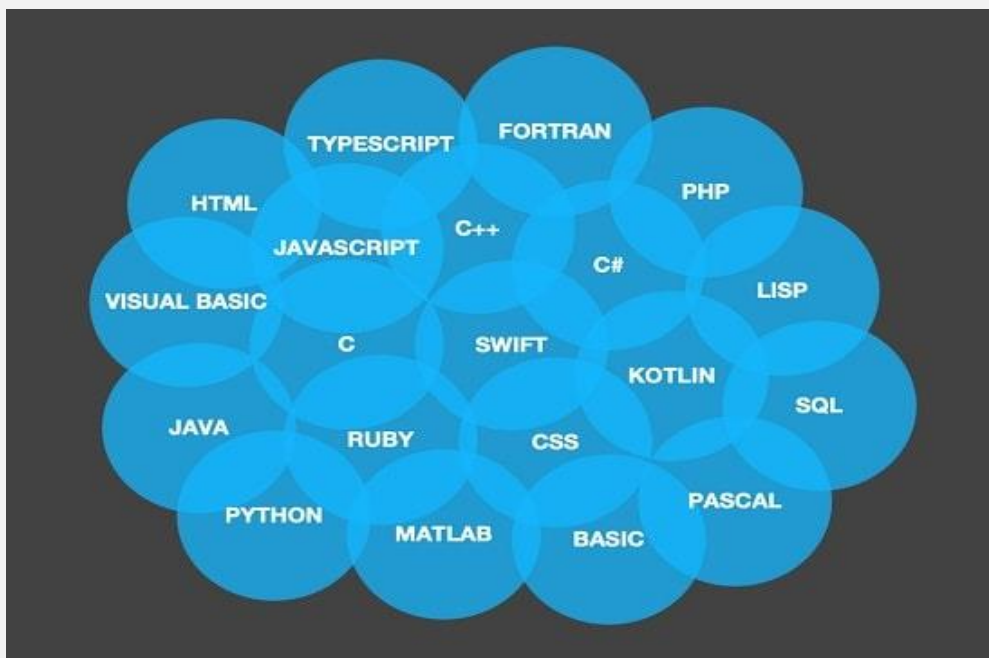 FORTRAN
TYPESCRIPT
PHP
HTML
C++
JAVASCRIPT
C#
LISP
VISUAL BASIC
C
SWIFT
KOTLIN
SQL
JAVA
RUBY
CSS
PASCAL
PYTHON
MATLAB
BASIC